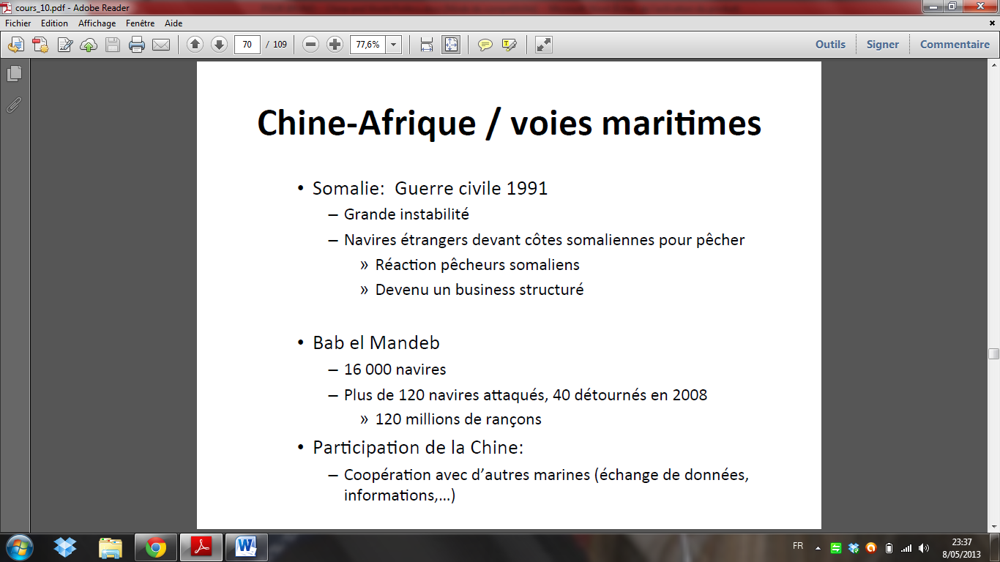 cours_10.pdf - Adobe Reader
Fichier Edition Affichage Fenêtre Aide
70 / 109 77,6% Outils Signer Commentaire
Chine-Afrique / voies maritimes
• Somalie: Guerre civile 1991
– Grande instabilité
– Navires étrangers devant côtes somaliennes pour pêcher
» Réaction pêcheurs somaliens
» Devenu un business structuré
• Bab el Mandeb
– 16 000 navires
– Plus de 120 navires attaqués, 40 détournés en 2008
» 120 millions de rançons
• Participation de la Chine:
– Coopération avec d’autres marines (échange de données,
informations,…)
FR 23:37
8/05/2013